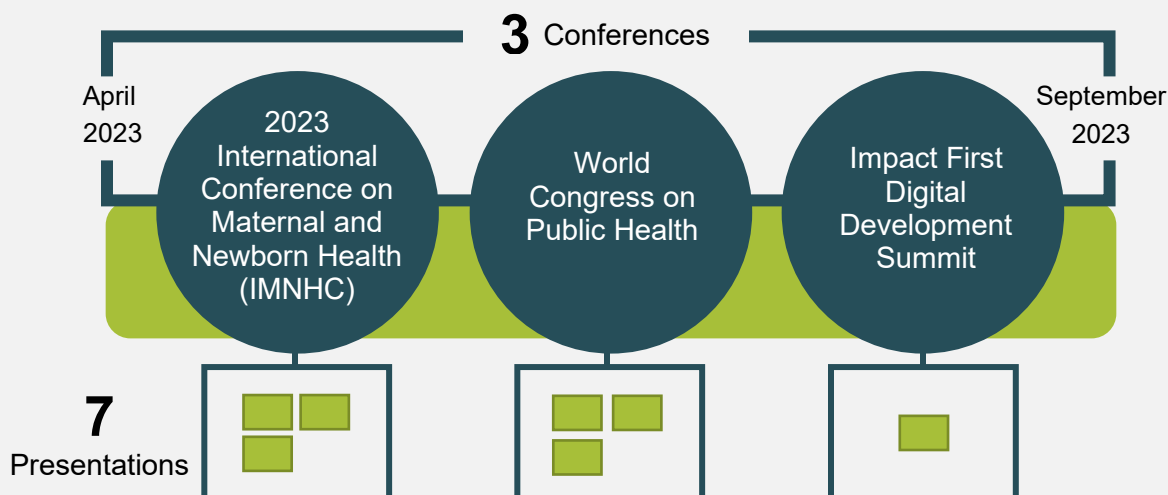 3 Conferences
April
2023
September
2023
2023
International
Conference on
Maternal and
Newborn Health
(IMNHC)
World
Congress on
Public Health
Impact First
Digital
Development
Summit
7
Presentations